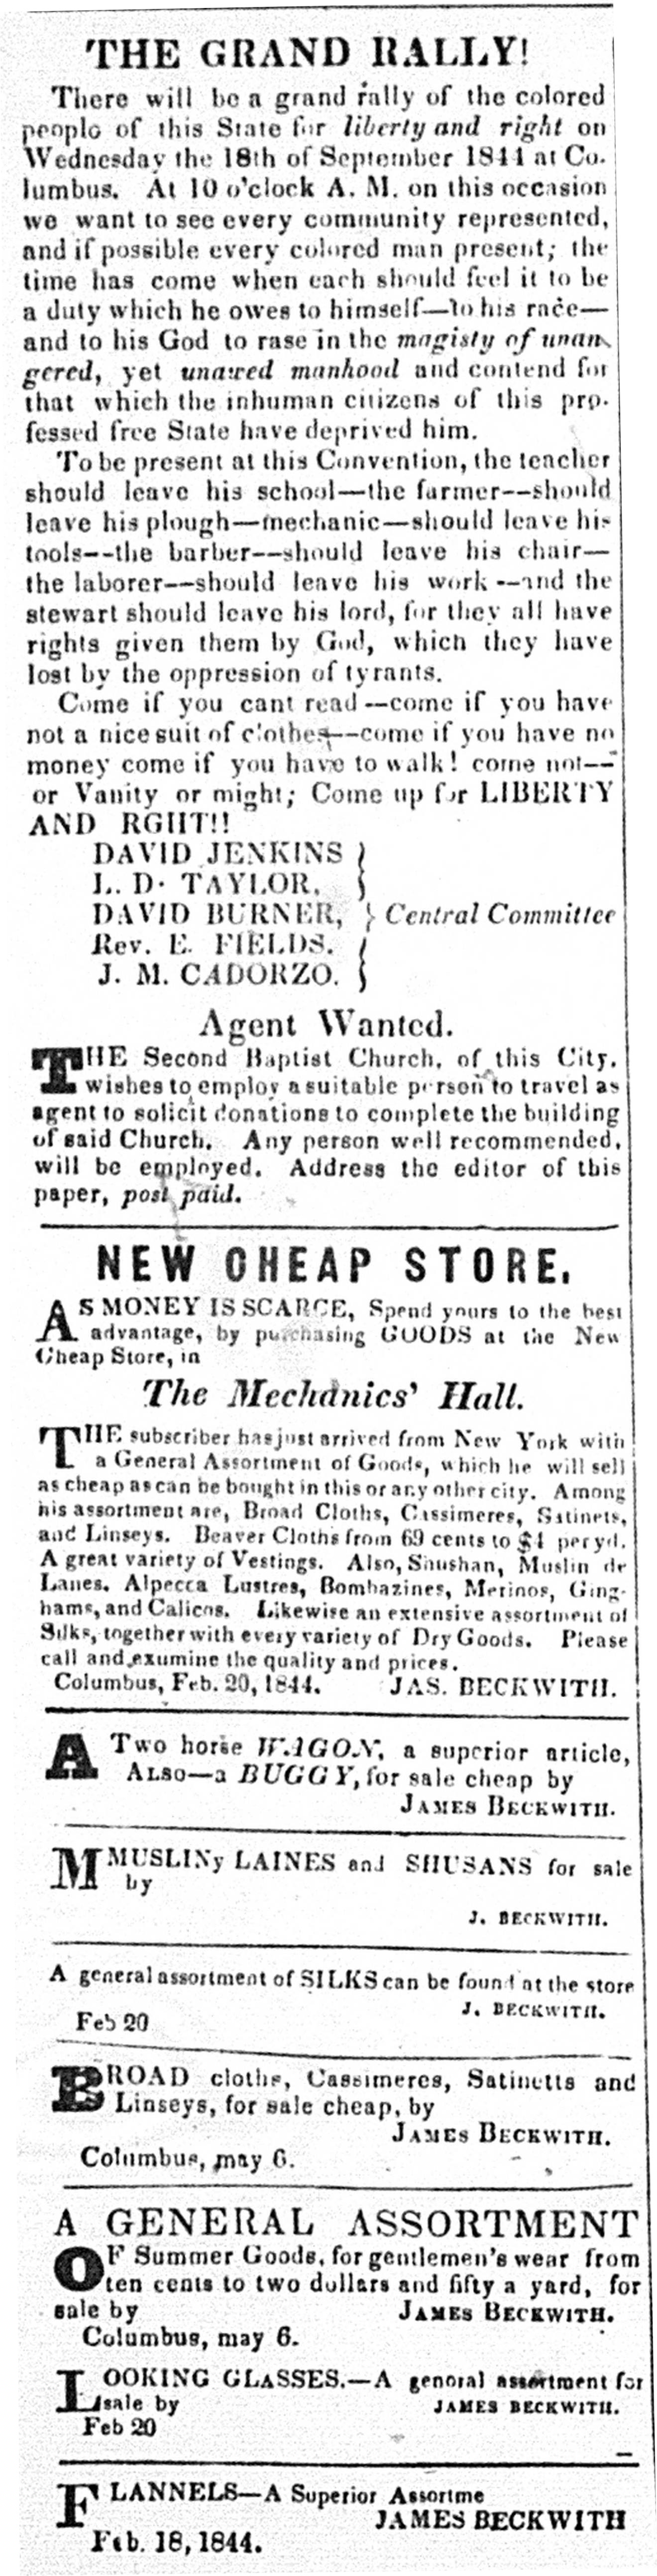 THE GRAND RALLY!
There will be a grand rally of the colored
people of this State for liberty and right on
Wednesday the 18th of September 1844 at Co-
lumbus. At 10 o'clock A. M. on this occasion
we want to see every community represented,
and if possible every colored man present; the
time has come when each should feel it to be
a duty which he owes to himself—to his race—
and to his God to rase in the magisty of unan-
gered, yet unawed manhood and contend for
that which the inhuman citizens of this pro-
fessed free State have deprived him.
To be present at this Convention, the teacher
should leave his school—the farmer--should
leave his plough—mechanic—should leave his
tools--the barber--should leave his chair—
the laborer--should leave his work--and the
stewart should leave his lord, for they all have
rights given them by God, which they have
lost by the oppression of tyrants.
Come if you cant read--come if you have
not a nice suit of clothes--come if you have no
money come if you have to walk! come not--
or Vanity or might; Come up for LIBERTY
AND RGIIT!!
DAVID JENKINS
L. D. TAYLOR,
DAVID BURNER, } Central Committee
Rev. E. FIELDS.
J. M. CADORZO.
Agent Wanted.
THE Second Baptist Church, of this City,
wishes to employ a suitable person to travel as
agent to solicit donations to complete the building
of said Church. Any person well recommended,
will be employed. Address the editor of this
paper, post paid.
NEW CHEAP STORE.
AS MONEY IS SCARCE, Spend yours to the best
advantage, by purchasing GOODS at the New
Cheap Store, in
The Mechanics' Hall.
THE subscriber has just arrived from New York with
a General Assortment of Goods, which he will sell
as cheap as can be bought in this or any other city. Among
his assortment are, Broad Cloths, Cassimeres, Satinets,
and Linseys. Beaver Cloths from 69 cents to $4 per yd.
A great variety of Vestings. Also, Saushan, Muslin de
Lanes, Alpecca Lustres, Bombazines, Merinos, Ging-
hams, and Calicos. Likewise an extensive assortment of
Silks, together with every variety of Dry Goods. Please
call and examine the quality and prices.
Columbus, Feb. 20, 1844. JAS. BECKWITH.
A Two horse WAGON, a superior article,
ALSO—a BUGGY, for sale cheap by
JAMES BECKWITH.
MMUSLINy LAINES and SHUSANS for sale
by
J. BECKWITH.
A general assortment of SILKS can be found at the store
J. BECKWITH.
Feb 20
BROAD cloths, Cassimeres, Satinetts and
Linseys, for sale cheap, by
JAMES BECKWITH.
Columbus, may 6.
A GENERAL ASSORTMENT
OF Summer Goods, for gentlemen's wear from
ten cents to two dollars and fifty a yard, for
sale by JAMES BECKWITH.
Columbus, may 6.
LOOKING GLASSES.—A genoral assortment for
sale by JAMES BECKWITH.
Feb 20
FLANNELS—A Superior Assortme
JAMES BECKWITH
Feb. 18, 1844.